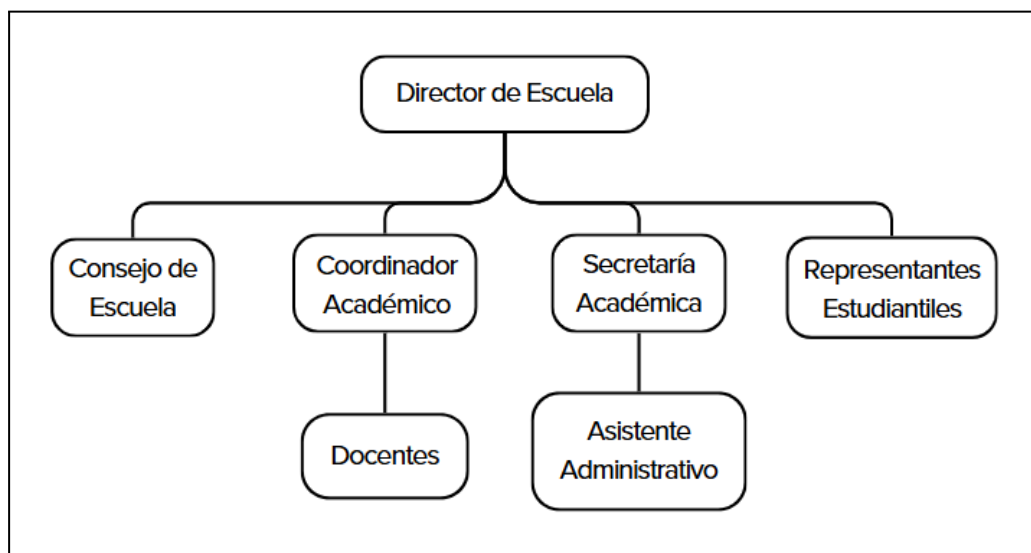 Director de Escuela
Consejo de
Escuela
Coordinador
Académico
Secretaría
Académica
Representantes
Estudiantiles
Docentes
Asistente
Administrativo